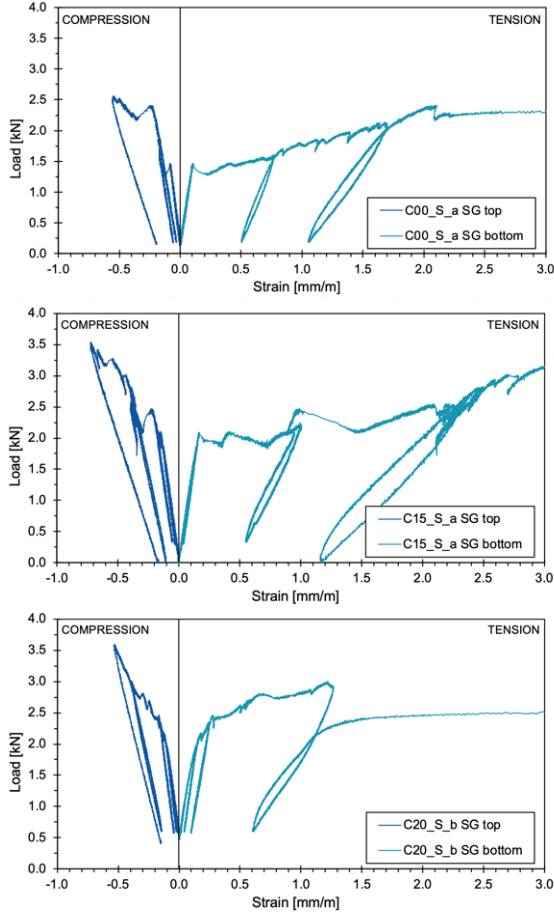 COMPRESSION TENSION
4.0
3.5
3.0
2.5
2.0
1.5
1.0
0.5
0.0
Load [kN]
C00_S_a SG top
C00_S_a SG bottom
-1.0 -0.5 0.0 0.5 1.0 1.5 2.0 2.5 3.0
Strain [mm/m]
COMPRESSION TENSION
4.0
3.5
3.0
2.5
2.0
1.5
1.0
0.5
0.0
Load [kN]
C15_S_a SG top
C15_S_a SG bottom
-1.0 -0.5 0.0 0.5 1.0 1.5 2.0 2.5 3.0
Strain [mm/m]
COMPRESSION TENSION
4.0
3.5
3.0
2.5
2.0
1.5
1.0
0.5
0.0
Load [kN]
C20_S_b SG top
C20_S_b SG bottom
-1.0 -0.5 0.0 0.5 1.0 1.5 2.0 2.5 3.0
Strain [mm/m]